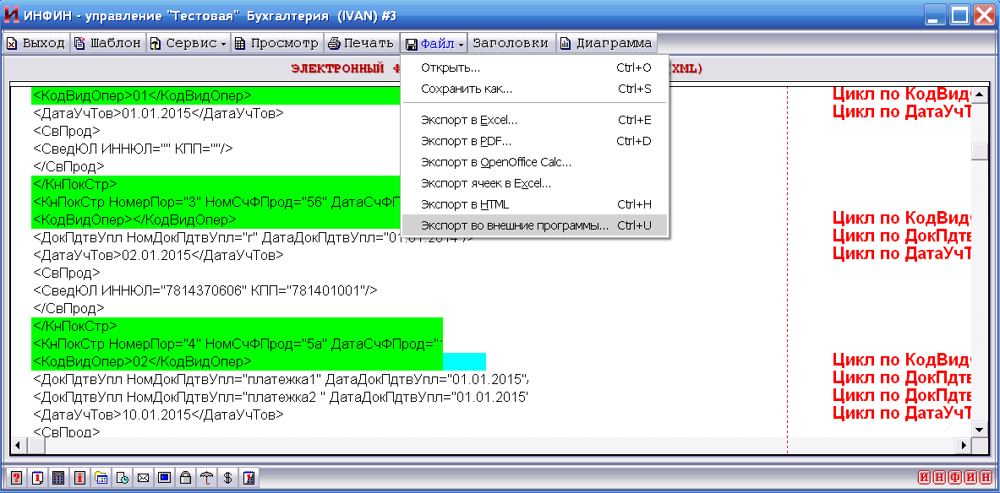 ИНФИН - управление "Тестовая" Бухгалтерия (IVAN) #3
Выход Шаблон Сервис Просмотр Печать Файл Заголовки Диаграмма
ЭЛЕКТРОННЫЙ XML)
Открыть... Ctrl+O
Сохранить как... Ctrl+S
Экспорт в Excel... Ctrl+E
Экспорт в PDF... Ctrl+D
Экспорт в OpenOffice Calc...
Экспорт ячеек в Excel...
Экспорт в HTML Ctrl+H
Экспорт во внешние программы... Ctrl+U
<КодВидОпер>01</КодВидОпер> Цикл по КодВид
<ДатаУчТов>01.01.2015</ДатаУчТов> Цикл по ДатаУчТ
<СвПрод>
<СведЮЛ ИННЮЛ="" КПП=""/>
</СвПрод>
</КнПокСтр>
<КнПокСтр НомерПор="3" НомСчФПрод="56" ДатаСчФ
<КодВидОпер></КодВидОпер> Цикл по КодВид
<ДокПдтвУпл НомДокПдтвУпл="г" ДатаДокПдтвУпл="01.01.2014"/> Цикл по ДокПдтв
<ДатаУчТов>02.01.2015</ДатаУчТов> Цикл по ДатаУчТ
<СвПрод>
<СведЮЛ ИННЮЛ="7814370606" КПП="781401001"/>
</СвПрод>
</КнПокСтр>
<КнПокСтр НомерПор="4" НомСчФПрод="5а" ДатаСчФПрод="
<КодВидОпер>02</КодВидОпер> Цикл по КодВид
<ДокПдтвУпл НомДокПдтвУпл="платежка1" ДатаДокПдтвУпл="01.01.2015"/ Цикл по ДокПдтв
<ДокПдтвУпл НомДокПдтвУпл="платежка2 " ДатаДокПдтвУпл="01.01.2015" Цикл по ДокПдтв
<ДатаУчТов>10.01.2015</ДатаУчТов> Цикл по ДатаУчТ
<СвПрод>
ИНФИН